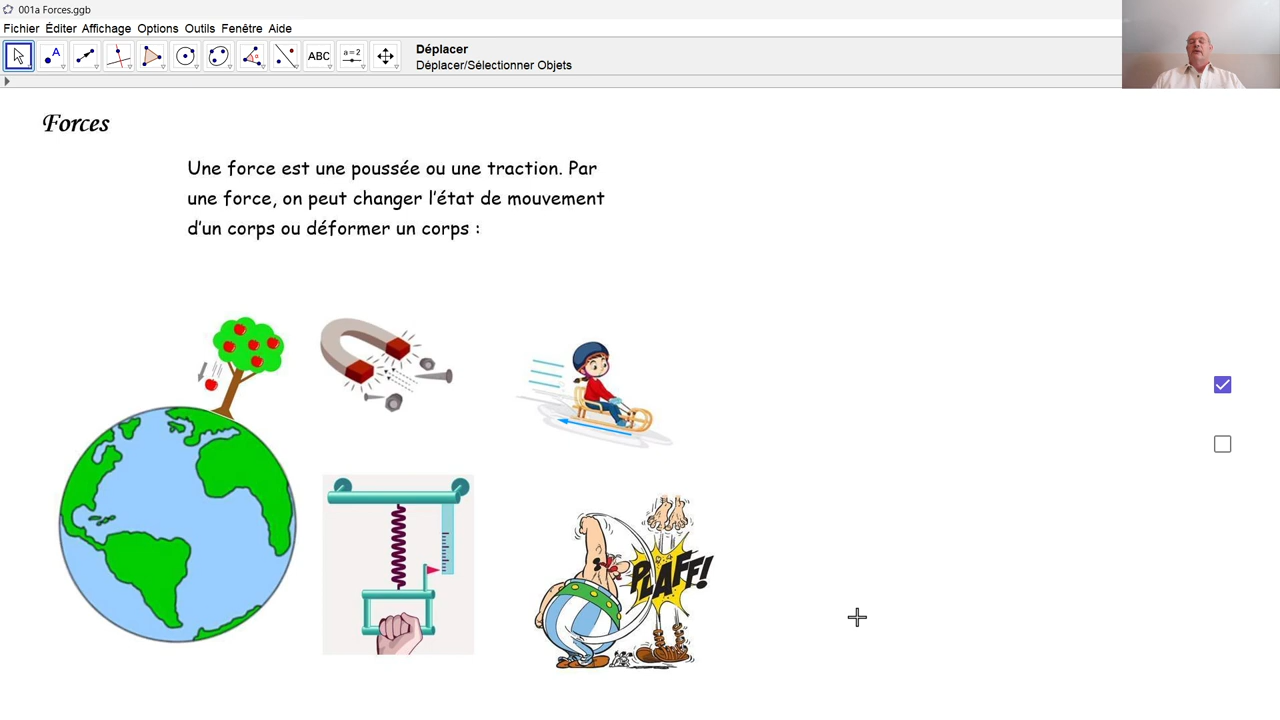 001a Forces.ggb
Fichier Éditer Affichage Options Outils Fenêtre Aide
A
ABC
a=2
Déplacer
Déplacer/Sélectionner Objets
Forces
Une force est une poussée ou une traction. Par
une force, on peut changer l'état de mouvement
d'un corps ou déformer un corps :
PLAFF!